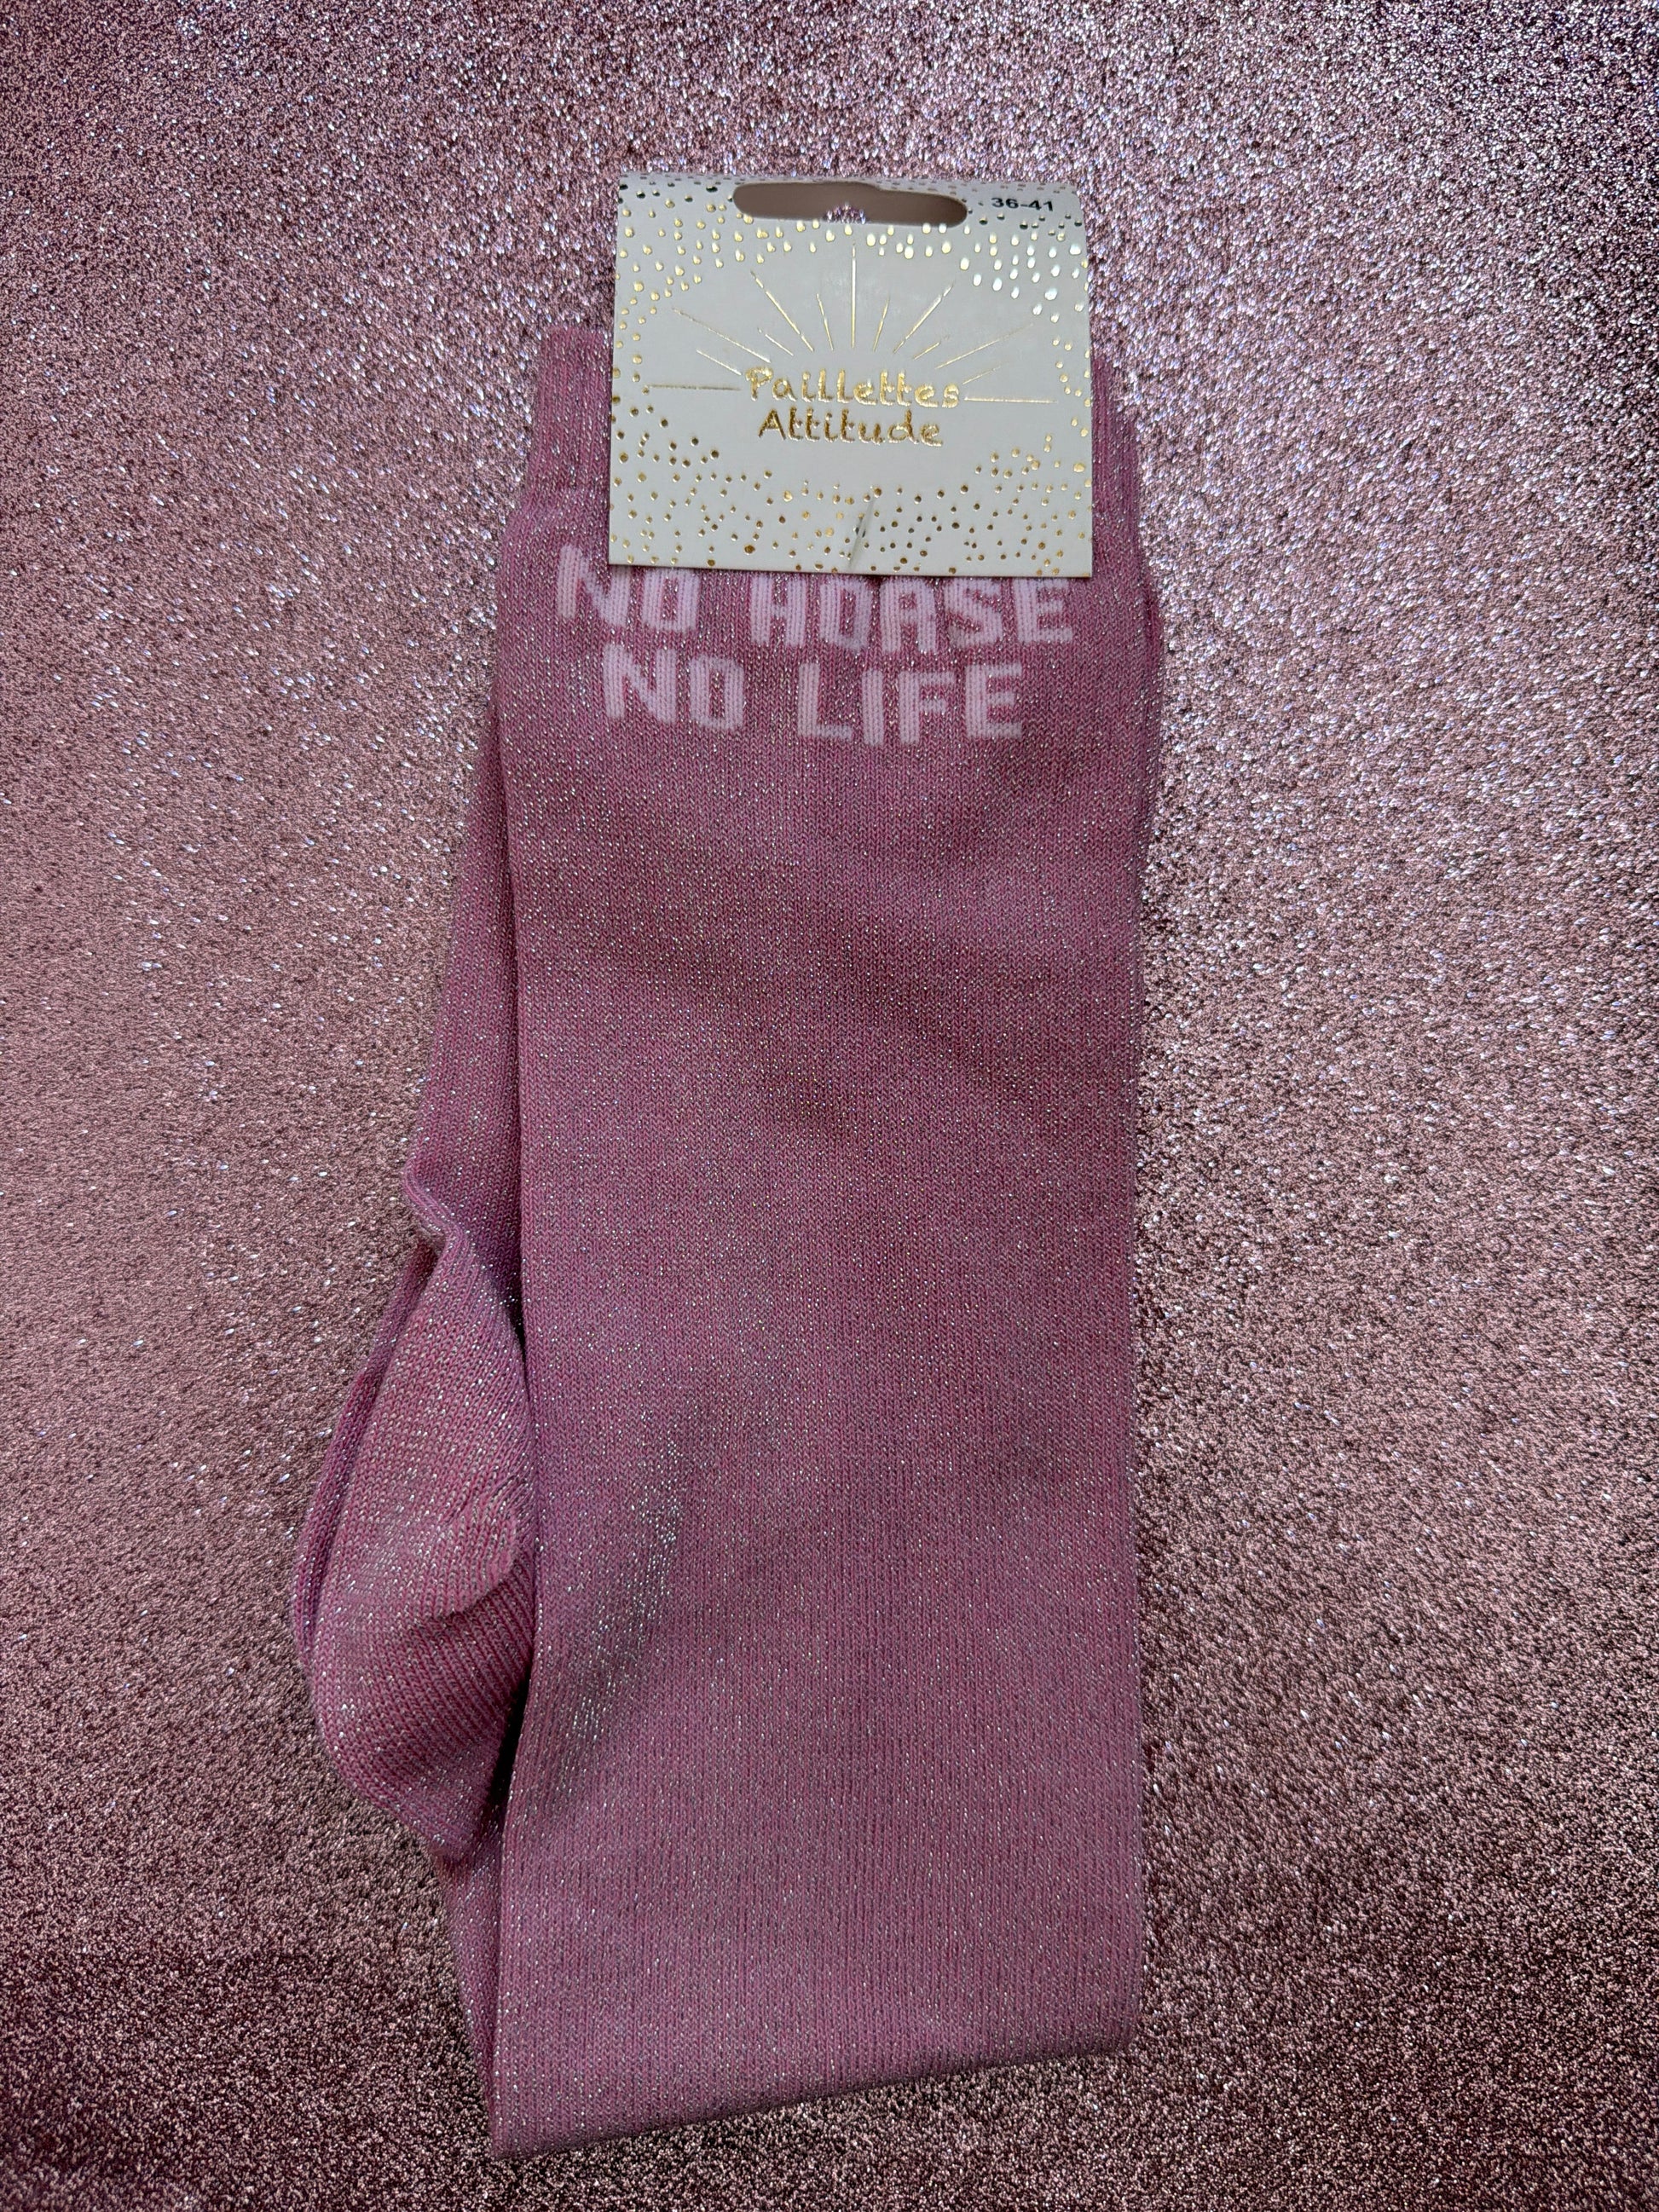 36-41
Paillettes
Attitude
NO HORSE
NO LIFE